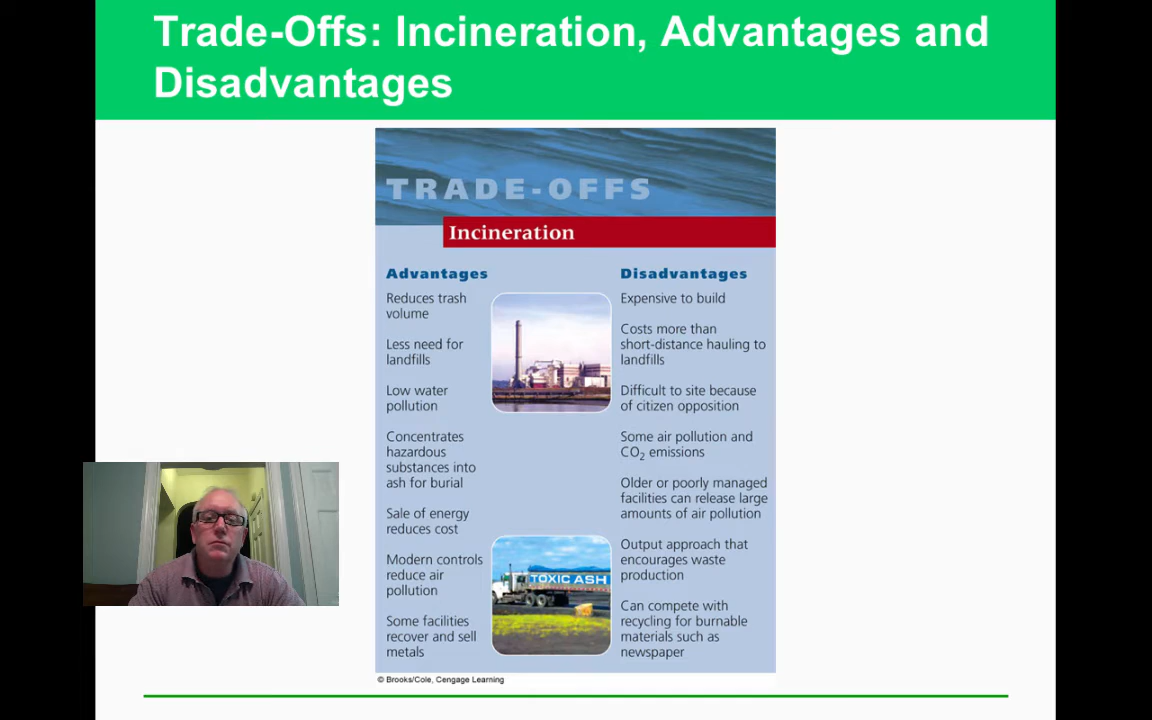 Trade-Offs: Incineration, Advantages and
Disadvantages
TRADE-OFFS
Incineration
Advantages
Reduces trash
volume
Less need for
landfills
Low water
pollution
Concentrates
hazardous
substances into
ash for burial
Sale of energy
reduces cost
Modern controls
reduce air
pollution
Some facilities
recover and sell
metals
TOXIC ASH
Disadvantages
Expensive to build
Costs more than
short-distance hauling to
landfills
Difficult to site because
of citizen opposition
Some air pollution and
CO₂ emissions
Older or poorly managed
facilities can release large
amounts of air pollution
Output approach that
encourages waste
production
Can compete with
recycling for burnable
materials such as
newspaper
© Brooks/Cole, Cengage Learning